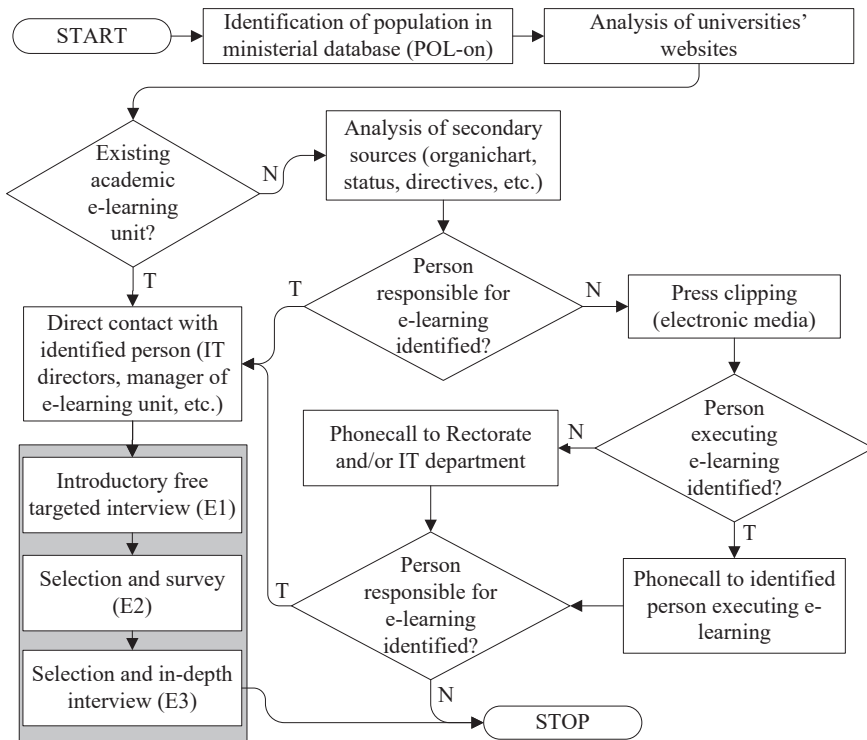 START
Identification of population in
ministerial database (POL-on)
Analysis of universities’
websites
Existing
academic
e-learning
unit?
N
T
Analysis of secondary
sources (organichart,
status, directives, etc.)
Person
responsible for
e-learning
identified?
T
N
Press clipping
(electronic media)
Direct contact with
identified person (IT
directors, manager of
e-learning unit, etc.)
Person
executing
e-learning
identified?
N
T
Phonecall to Rectorate
and/or IT department
Phonecall to identified
person executing e-
learning
Person
responsible for
e-learning
identified?
T
N
Introductory free
targeted interview (E1)
Selection and survey
(E2)
Selection and in-depth
interview (E3)
STOP